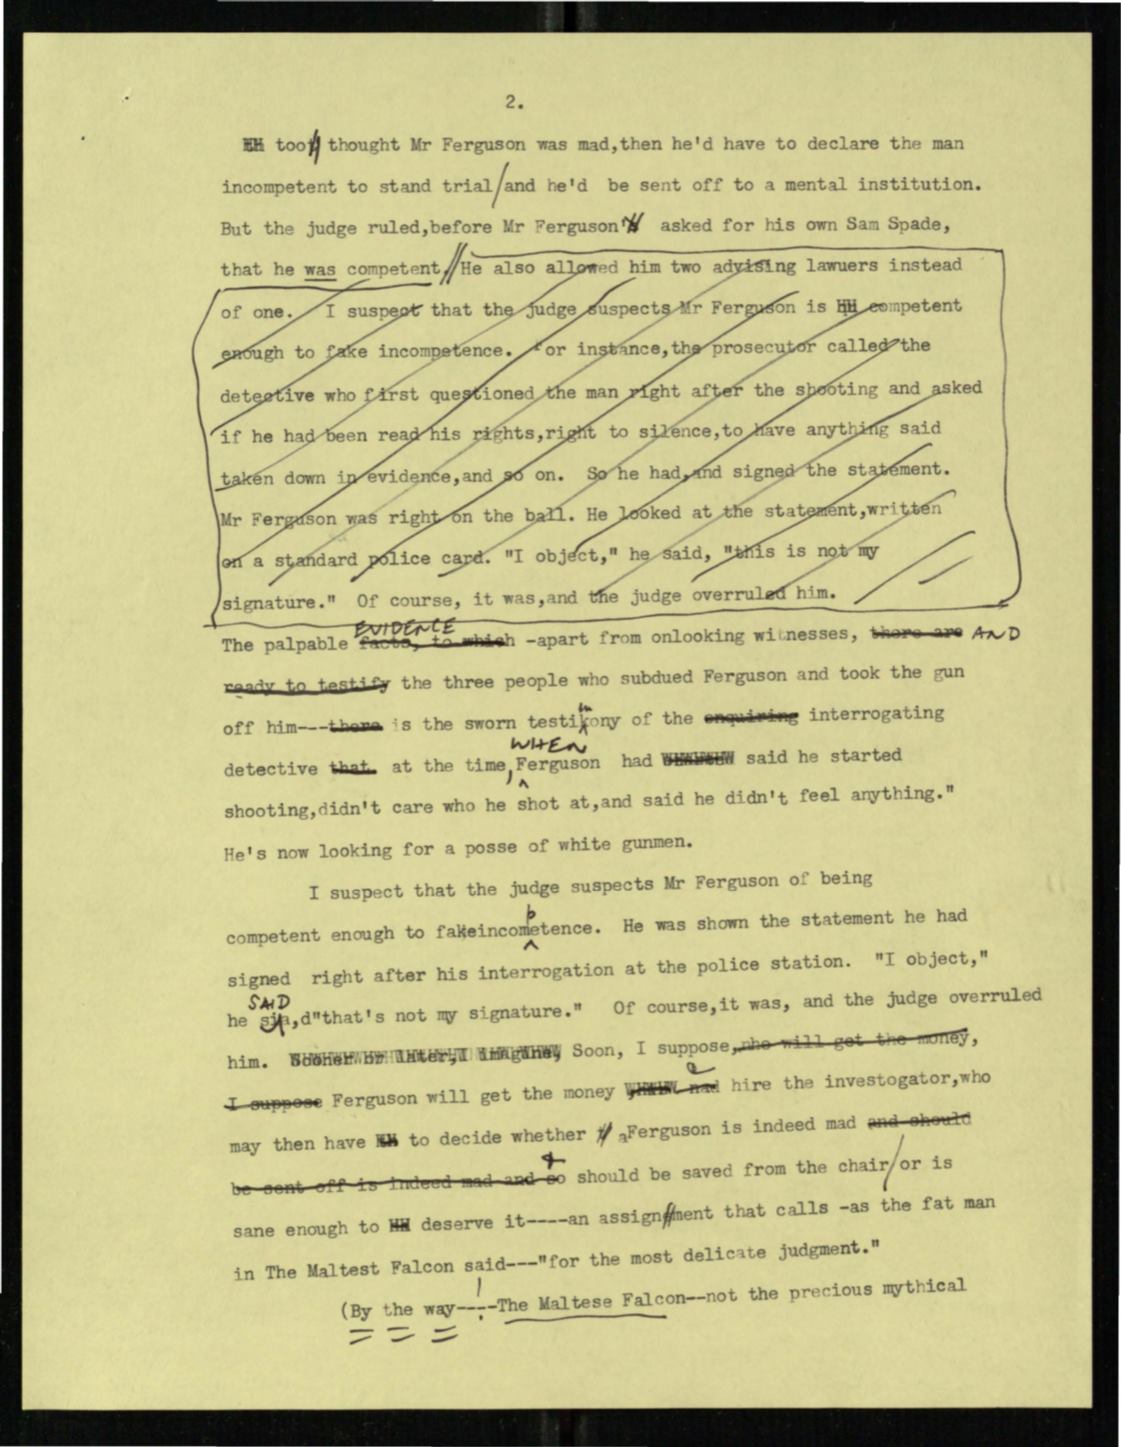 2.
too thought Mr Ferguson was mad,then he'd have to declare the man
incompetent to stand trial/and he'd be sent off to a mental institution.
But the judge ruled,before Mr Ferguson asked for his own Sam Spade,
that he was competent. He also allowed him two advising lawuers instead
of one. I suspect that the judge suspects Mr Ferguson is competent
enough to fake incompetence. or instance,the prosecutor called the
detective who first questioned the man right after the shooting and asked
if he had been read his rights,right to silence,to have anything said
taken down in evidence,and so on. So he had,and signed the statement.
Mr Ferguson was right on the ball. He looked at the statement,written
on a standard police card. "I object," he said, "this is not my
signature." Of course, it was,and the judge overruled him.
EVIDENCE
The palpable facts, to which -apart from onlooking witnesses, there are AND
ready to testify the three people who subdued Ferguson and took the gun
off him---there is the sworn testimony of the enquiring interrogating
WHEN
detective that at the time, Ferguson had said he started
shooting,didn't care who he shot at,and said he didn't feel anything."
He's now looking for a posse of white gunmen.
I suspect that the judge suspects Mr Ferguson of being
p
competent enough to fakeincometence. He was shown the statement he had
signed right after his interrogation at the police station. "I object,"
SAID
he sia,d"that's not my signature." Of course,it was, and the judge overruled
him. Sooner or later,I imagine, Soon, I suppose, he will get the money,
I suppose Ferguson will get the money hire the investogator,who
may then have to decide whether Ferguson is indeed mad and should
be sent off is indeed mad and so should be saved from the chair/or is
sane enough to deserve it----an assignment that calls -as the fat man
in The Maltest Falcon said---"for the most delicate judgment."
(By the way----The Maltese Falcon--not the precious mythical